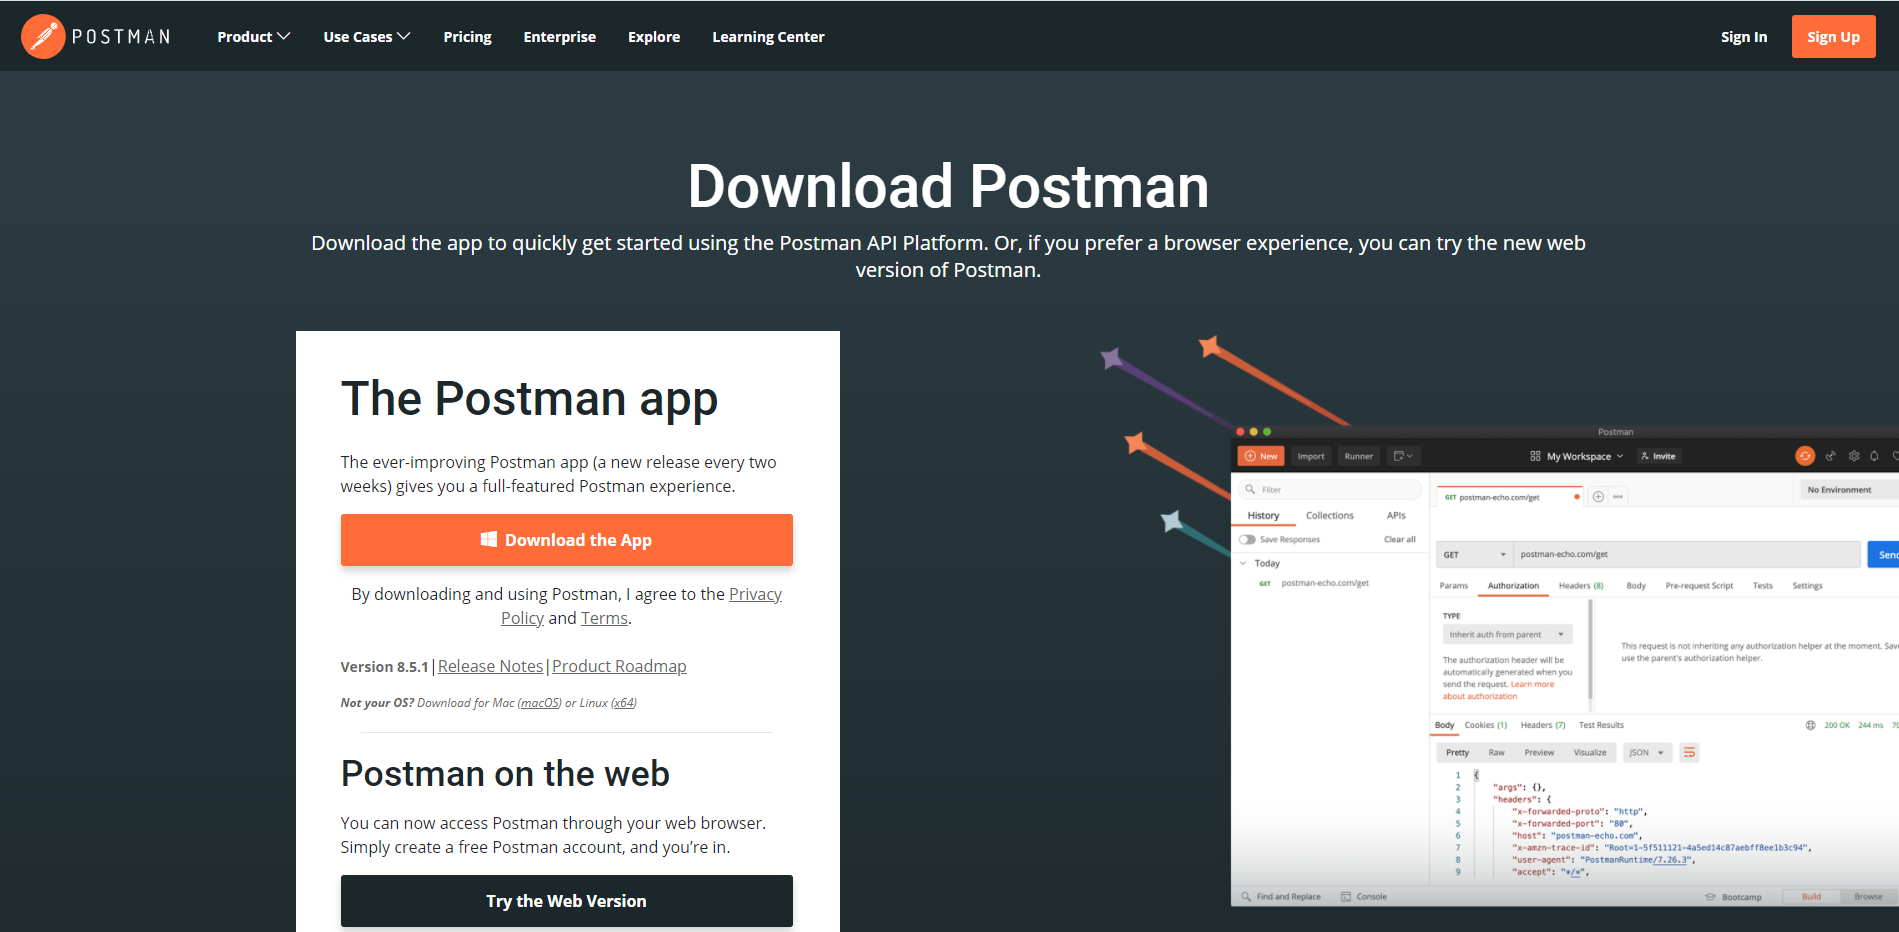 POSTMAN
Product
Use Cases
Pricing
Enterprise
Explore
Learning Center
Sign In
Sign Up
Download Postman
Download the app to quickly get started using the Postman API Platform. Or, if you prefer a browser experience, you can try the new web
version of Postman.
The Postman app
The ever-improving Postman app (a new release every two
weeks) gives you a full-featured Postman experience.
Download the App
By downloading and using Postman, I agree to the Privacy
Policy and Terms.
Version 8.5.1|Release Notes|Product Roadmap
Not your OS? Download for Mac (macOS) or Linux (x64)
Postman on the web
You can now access Postman through your web browser.
Simply create a free Postman account, and you’re in.
Try the Web Version
Postman
New
Import
Runner
My Workspace
Invite
Filter
History
Collections
APIs
Save Responses
Clear all
Today
GET postman-echo.com/get
GET postman-echo.com/get
No Environment
GET
postman-echo.com/get
Send
Params
Authorization
Headers (8)
Body
Pre-request Script
Tests
Settings
TYPE
Inherit auth from parent
The authorization header will be
automatically generated when you
send the request. Learn more
about authorization
This request is not inheriting any authorization helper at the moment. Save
use the parent's authorization helper.
Body
Cookies (1)
Headers (7)
Test Results
200 OK
244 ms
70
Pretty
Raw
Preview
Visualize
JSON
1 {
2 "args": {},
3 "headers": {
4 "x-forwarded-proto": "http",
5 "x-forwarded-port": "80",
6 "host": "postman-echo.com",
7 "x-amzn-trace-id": "Root=1-5f511121-4a5ed14c87aebff8ee1b3c94",
8 "user-agent": "PostmanRuntime/7.26.3",
9 "accept": "*/*",
Find and Replace
Console
Bootcamp
Build
Browse